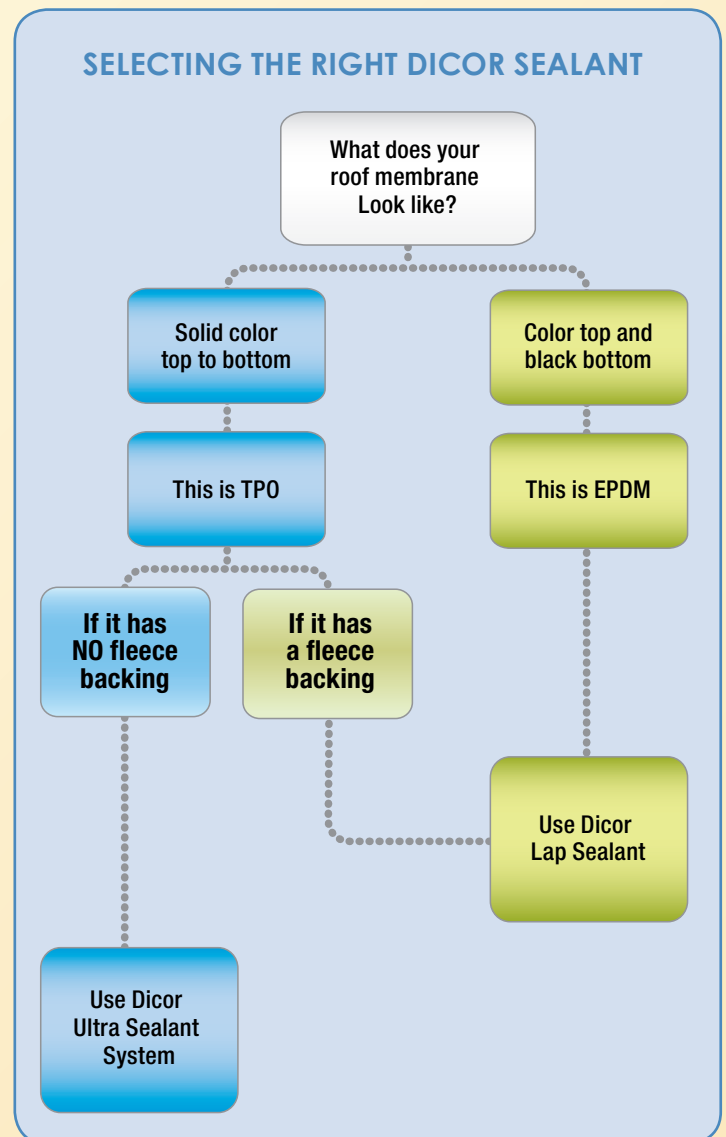 SELECTING THE RIGHT DICOR SEALANT
What does your
roof membrane
Look like?
Solid color
top to bottom
Color top and
black bottom
This is TPO
This is EPDM
If it has
NO fleece
backing
If it has
a fleece
backing
Use Dicor
Lap Sealant
Use Dicor
Ultra Sealant
System